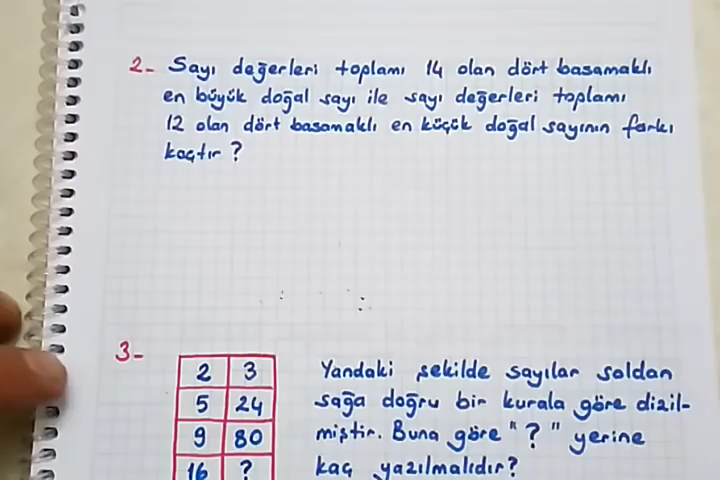 2- Sayı değerleri toplamı 14 olan dört basamaklı
en büyük doğal sayı ile sayı değerleri toplamı
12 olan dört basamaklı en küçük doğal sayının farkı
kaçtır ?
3-
2 3
5 24
9 80
16 ?
Yandaki şekilde sayılar soldan
sağa doğru bir kurala göre dizil-
miştir. Buna göre "?" yerine
kaç yazılmalıdır?